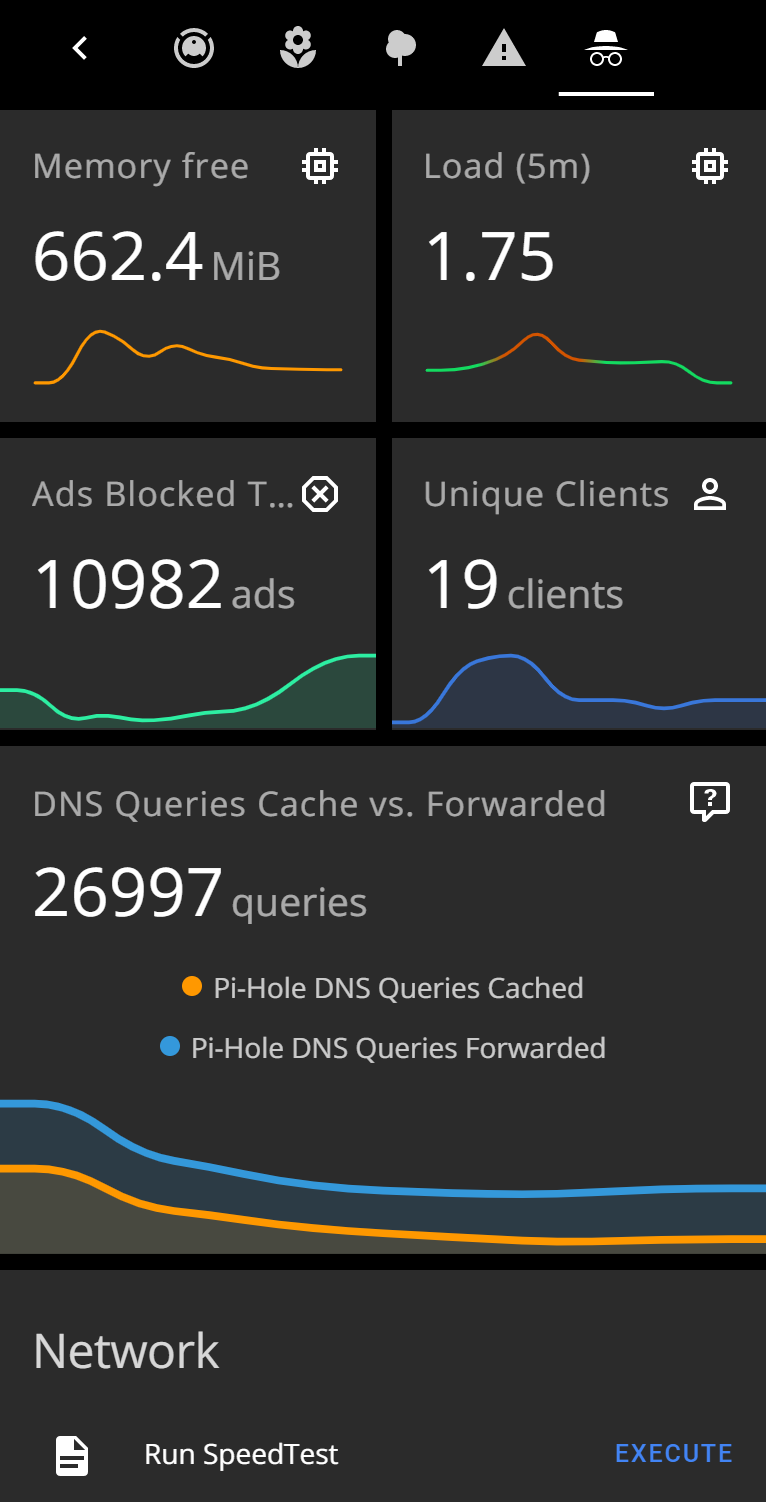 Memory free
662.4 MiB
Load (5m)
1.75
Ads Blocked T...
10982 ads
Unique Clients
19 clients
DNS Queries Cache vs. Forwarded
26997 queries
Pi-Hole DNS Queries Cached
Pi-Hole DNS Queries Forwarded
Network
Run SpeedTest
EXECUTE